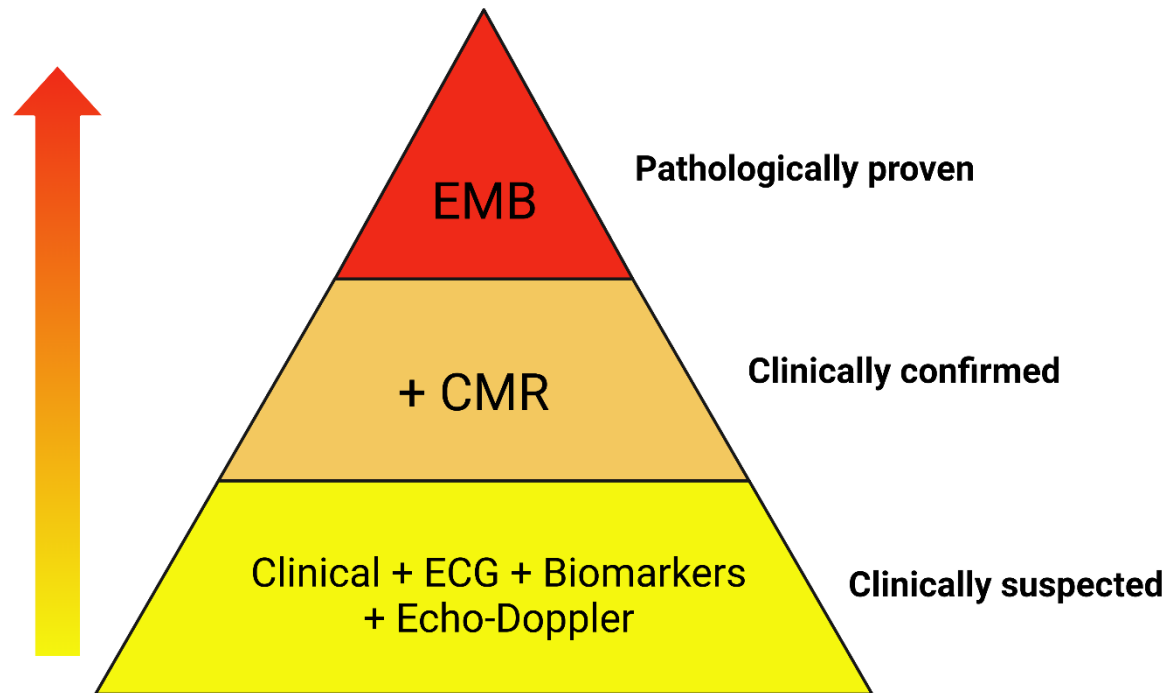 EMB
Pathologically proven
+ CMR
Clinically confirmed
Clinical + ECG + Biomarkers
+ Echo-Doppler
Clinically suspected